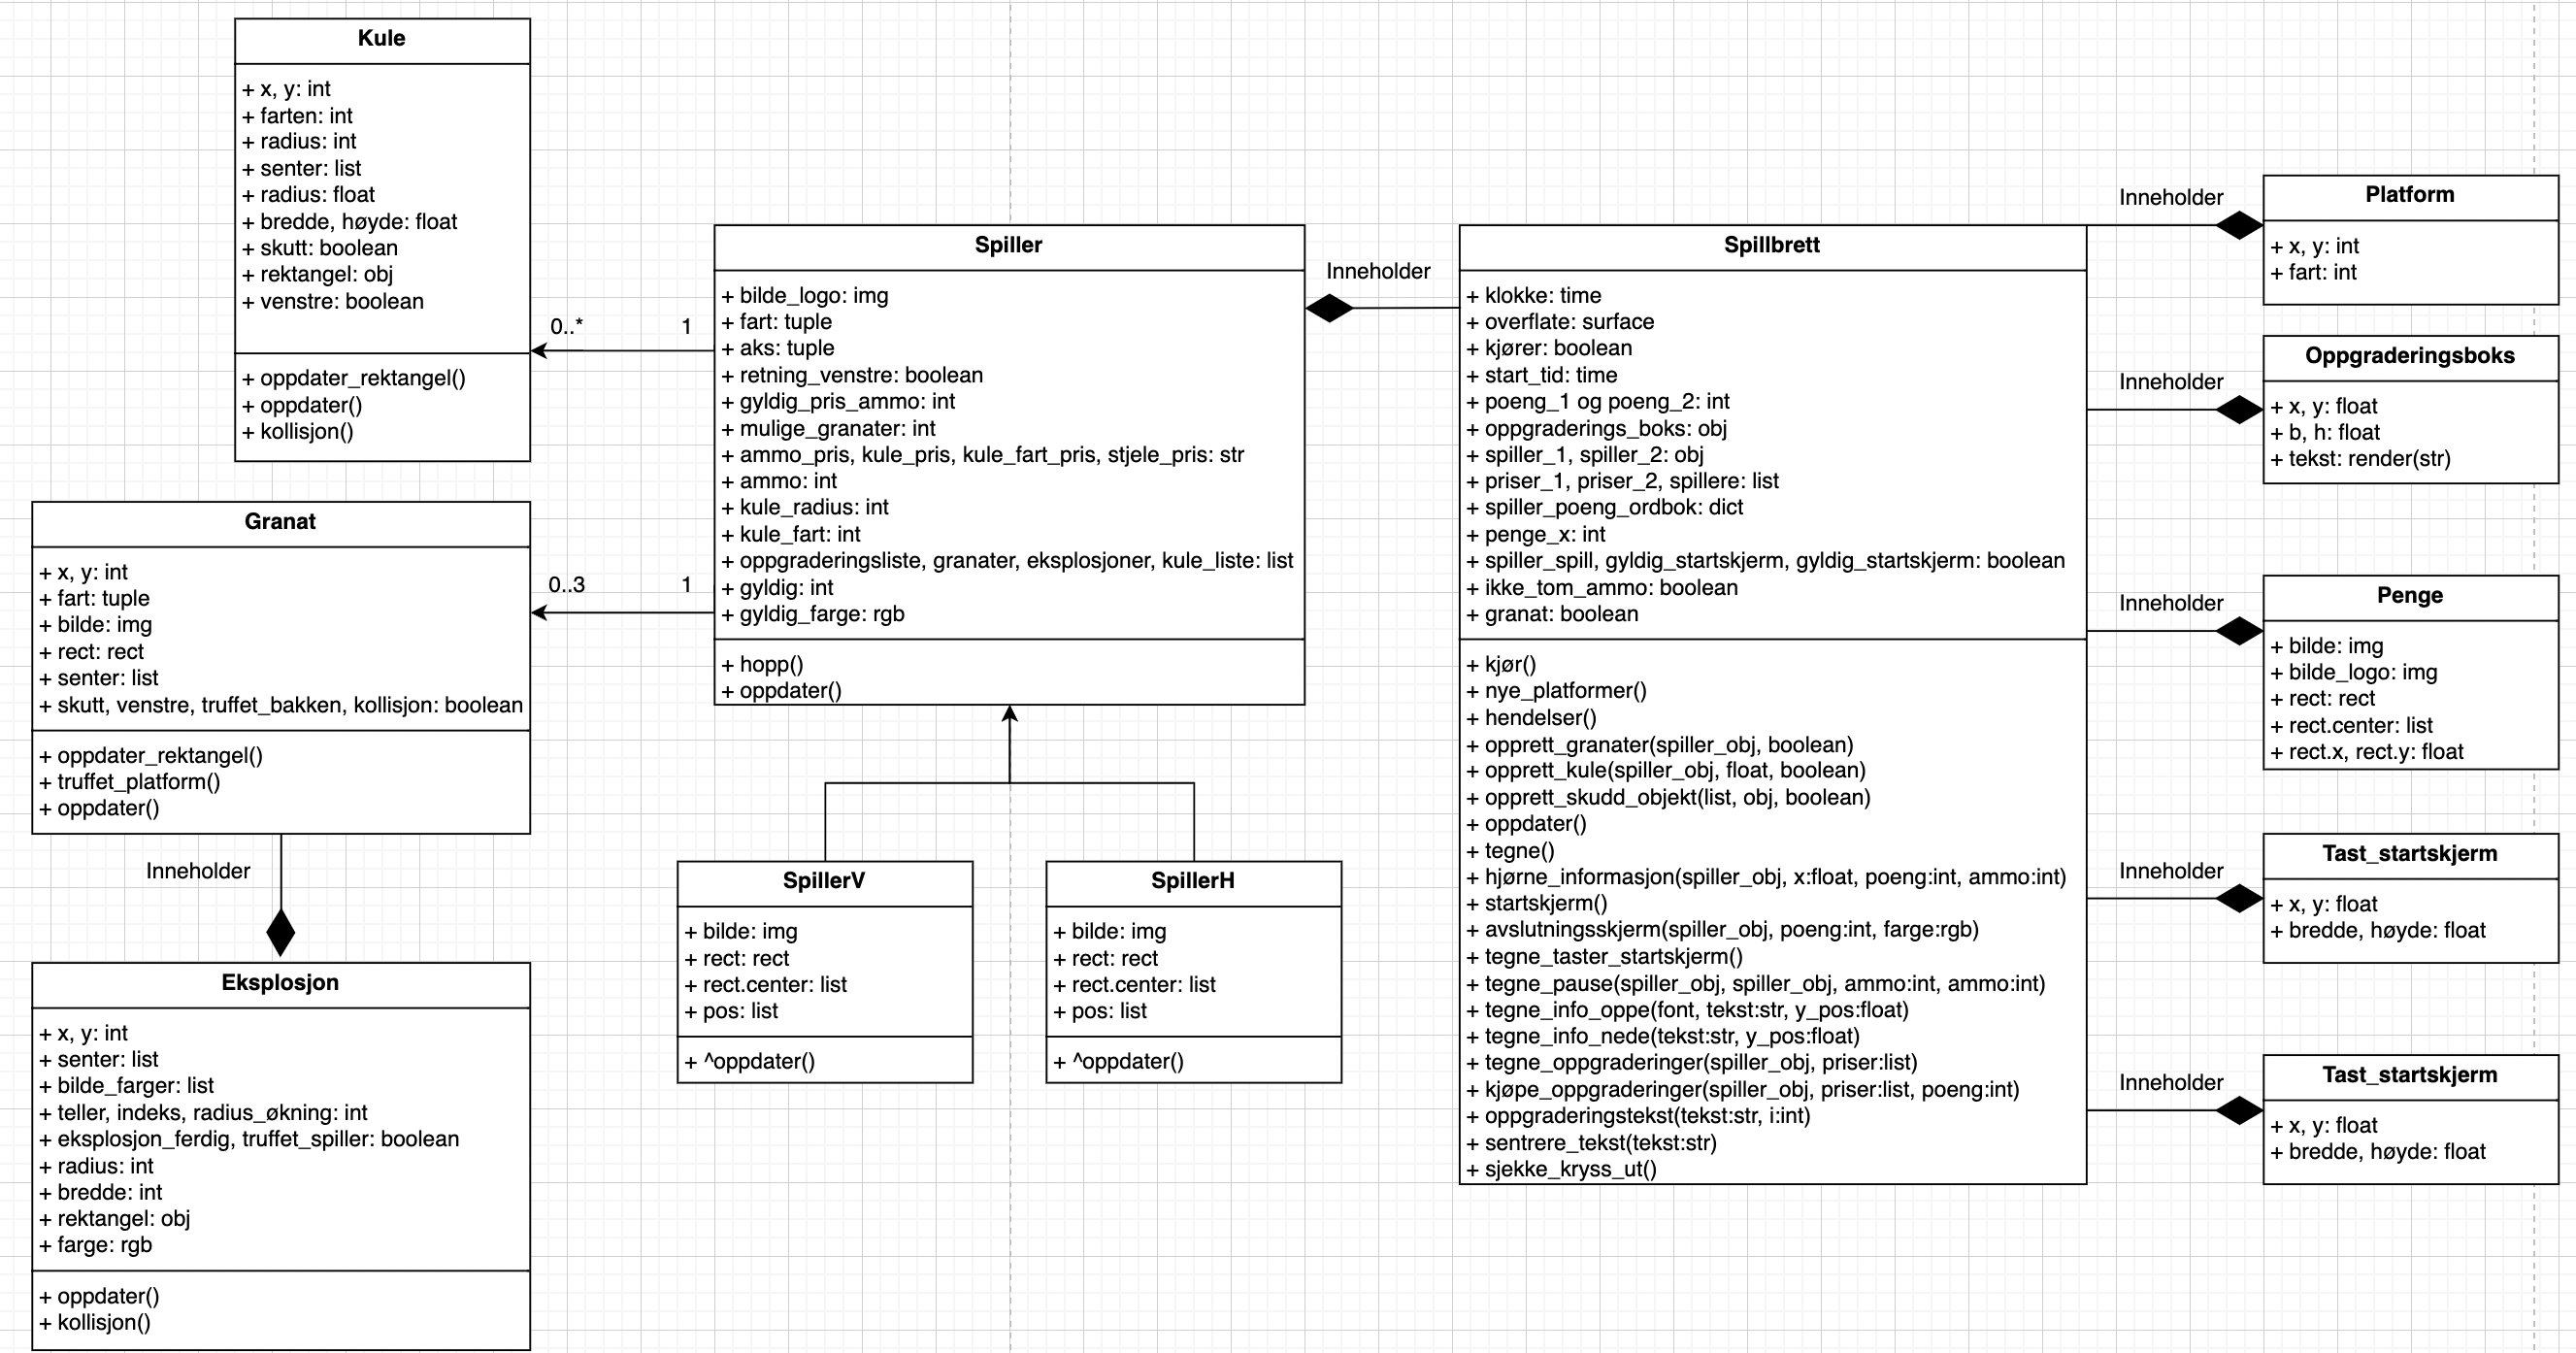 Kule
+ x, y: int
+ farten: int
+ radius: int
+ senter: list
+ radius: float
+ bredde, høyde: float
+ skutt: boolean
+ rektangel: obj
+ venstre: boolean
+ oppdater_rektangel()
+ oppdater()
+ kollisjon()
0..*
1
Granat
+ x, y: int
+ fart: tuple
+ bilde: img
+ rect: rect
+ senter: list
+ skutt, venstre, truffet_bakken, kollisjon: boolean
+ oppdater_rektangel()
+ truffet_platform()
+ oppdater()
0..3
1
Inneholder
Eksplosjon
+ x, y: int
+ senter: list
+ bilde_farger: list
+ teller, indeks, radius_økning: int
+ eksplosjon_ferdig, truffet_spiller: boolean
+ radius: int
+ bredde: int
+ rektangel: obj
+ farge: rgb
+ oppdater()
+ kollisjon()
Spiller
+ bilde_logo: img
+ fart: tuple
+ aks: tuple
+ retning_venstre: boolean
+ gyldig_pris_ammo: int
+ mulige_granater: int
+ ammo_pris, kule_pris, kule_fart_pris, stjele_pris: str
+ ammo: int
+ kule_radius: int
+ kule_fart: int
+ oppgraderingsliste, granater, eksplosjoner, kule_liste: list
+ gyldig: int
+ gyldig_farge: rgb
+ hopp()
+ oppdater()
SpillerV
+ bilde: img
+ rect: rect
+ rect.center: list
+ pos: list
+ ^oppdater()
SpillerH
+ bilde: img
+ rect: rect
+ rect.center: list
+ pos: list
+ ^oppdater()
Inneholder
Spillbrett
+ klokke: time
+ overflate: surface
+ kjører: boolean
+ start_tid: time
+ poeng_1 og poeng_2: int
+ oppgraderings_boks: obj
+ spiller_1, spiller_2: obj
+ priser_1, priser_2, spillere: list
+ spiller_poeng_ordbok: dict
+ penge_x: int
+ spiller_spill, gyldig_startskjerm, gyldig_startskjerm: boolean
+ ikke_tom_ammo: boolean
+ granat: boolean
+ kjør()
+ nye_platformer()
+ hendelser()
+ opprett_granater(spiller_obj, boolean)
+ opprett_kule(spiller_obj, float, boolean)
+ opprett_skudd_objekt(list, obj, boolean)
+ oppdater()
+ tegne()
+ hjørne_informasjon(spiller_obj, x:float, poeng:int, ammo:int)
+ startskjerm()
+ avslutningsskjerm(spiller_obj, poeng:int, farge:rgb)
+ tegne_taster_startskjerm()
+ tegne_pause(spiller_obj, spiller_obj, ammo:int, ammo:int)
+ tegne_info_oppe(font, tekst:str, y_pos:float)
+ tegne_info_nede(tekst:str, y_pos:float)
+ tegne_oppgraderinger(spiller_obj, priser:list)
+ kjøpe_oppgraderinger(spiller_obj, priser:list, poeng:int)
+ oppgraderingstekst(tekst:str, i:int)
+ sentrere_tekst(tekst:str)
+ sjekke_kryss_ut()
Inneholder
Platform
+ x, y: int
+ fart: int
Inneholder
Oppgraderingsboks
+ x, y: float
+ b, h: float
+ tekst: render(str)
Inneholder
Penge
+ bilde: img
+ bilde_logo: img
+ rect: rect
+ rect.center: list
+ rect.x, rect.y: float
Inneholder
Tast_startskjerm
+ x, y: float
+ bredde, høyde: float
Inneholder
Tast_startskjerm
+ x, y: float
+ bredde, høyde: float